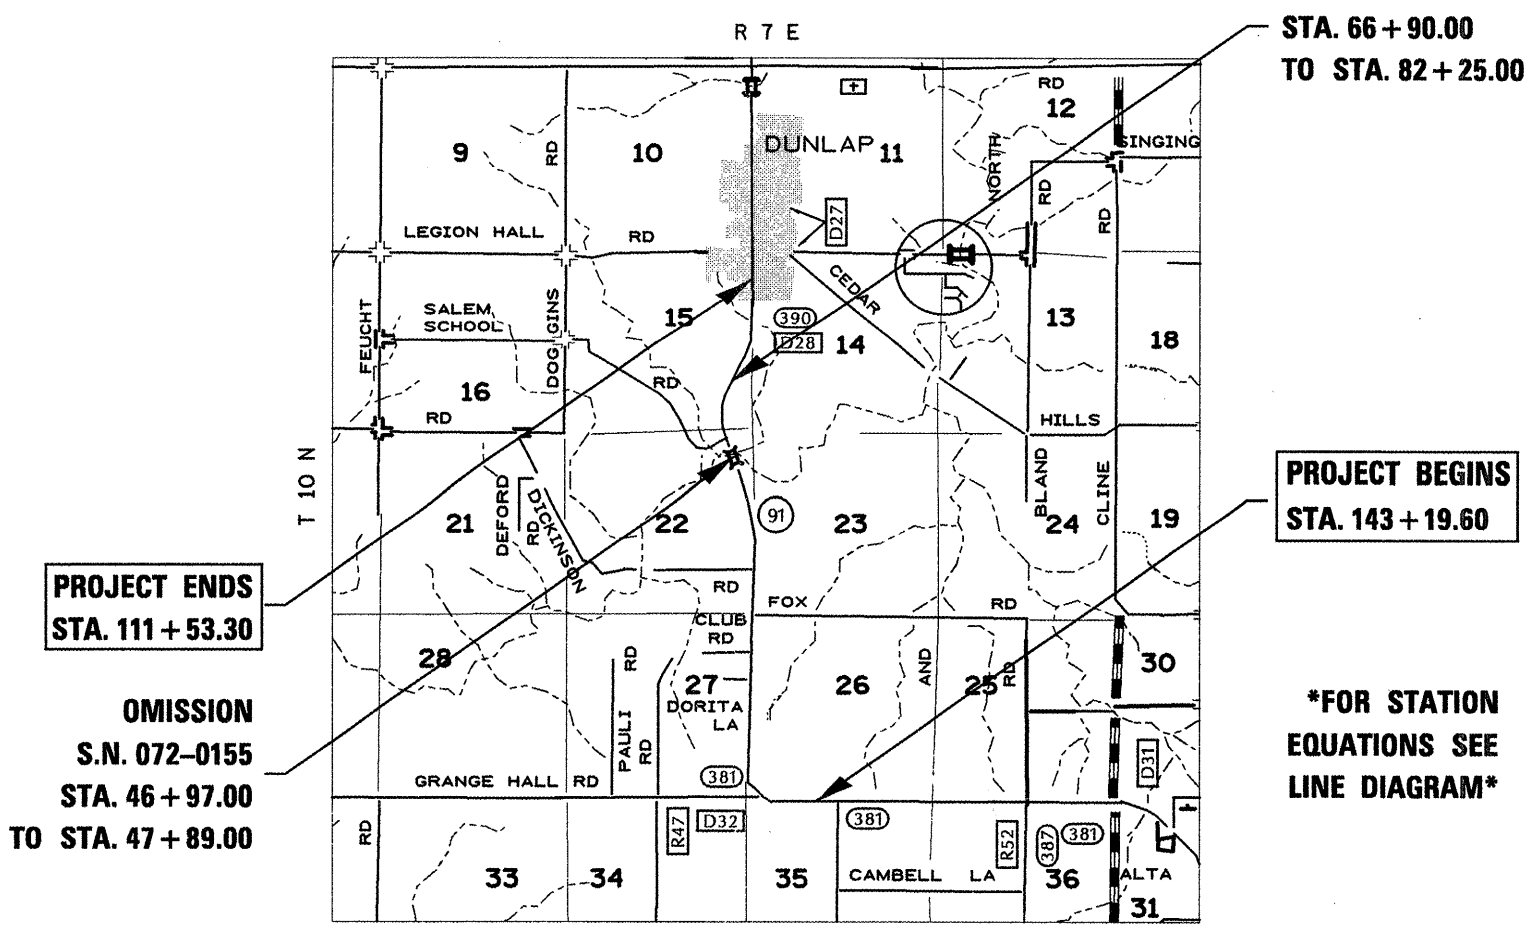 R 7 E
STA. 66 + 90.00
TO STA. 82 + 25.00
RD
12
SINGING
9
RD
10
DUNLAP
11
NORTH
RD
RD
D27
LEGION HALL RD
CEDAR
FEUCHT
SALEM
SCHOOL
DOGGINS
15
390
D28
14
13
18
16
RD
RD
HILLS
T 10 N
BLAND
CLINE
PROJECT BEGINS
STA. 143 + 19.60
21
DEFORD
RD
DICKINSON
22
91
23
24
19
PROJECT ENDS
STA. 111 + 53.30
RD
FOX RD
CLUB
RD
28
RD
27
26
AND
25
RD
30
DORITA
LA
OMISSION
S.N. 072–0155
STA. 46 + 97.00
TO STA. 47 + 89.00
*FOR STATION
EQUATIONS SEE
LINE DIAGRAM*
PAULI
RD
GRANGE HALL RD
381
D31
RD
R47
D32
381
R52
387
381
33
34
35
CAMBELL LA
36
ALTA
31